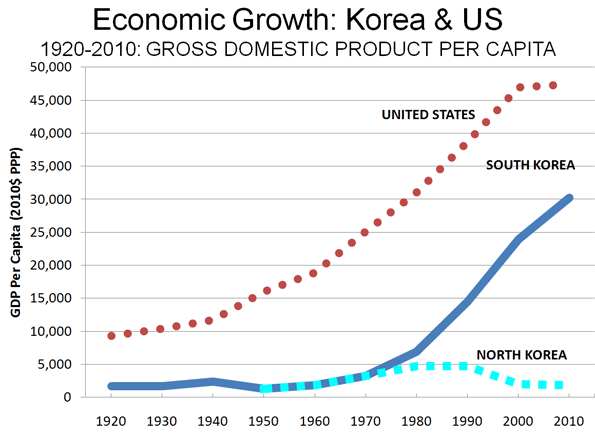 Economic Growth: Korea & US
1920-2010: GROSS DOMESTIC PRODUCT PER CAPITA
GDP Per Capita (2010$ PPP)
50,000
45,000
40,000
35,000
30,000
25,000
20,000
15,000
10,000
5,000
0
UNITED STATES
SOUTH KOREA
NORTH KOREA
1920 1930 1940 1950 1960 1970 1980 1990 2000 2010